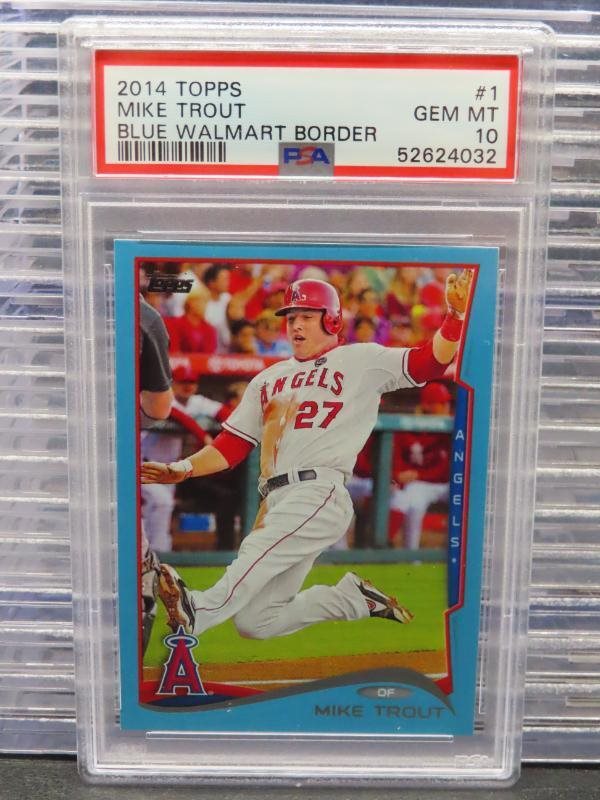 2014 TOPPS #1
MIKE TROUT GEM MT
BLUE WALMART BORDER 10
PSA 52624032
Topps
A
ANGELS
27
ANGELS
A
OF
MIKE TROUT